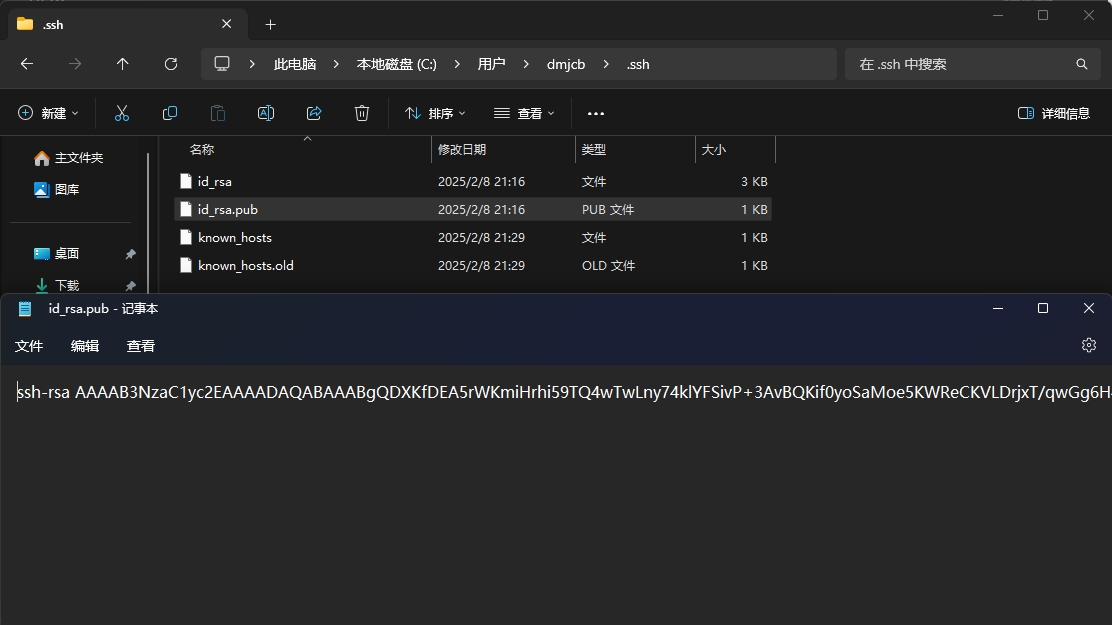 .ssh
此电脑 本地磁盘 (C:) 用户 dmjcb .ssh
在 .ssh 中搜索
新建 排序 查看 详细信息
主文件夹
图库
桌面
下载
名称 修改日期 类型 大小
id_rsa 2025/2/8 21:16 文件 3 KB
id_rsa.pub 2025/2/8 21:16 PUB 文件 1 KB
known_hosts 2025/2/8 21:29 文件 1 KB
known_hosts.old 2025/2/8 21:29 OLD 文件 1 KB
id_rsa.pub - 记事本
文件 编辑 查看
ssh-rsa AAAAB3NzaC1yc2EAAAADAQABAAABgQDXKfDEA5rWKmiHrhi59TQ4wTwLny74klYFSivP+3AvBQKif0yoSaMoe5KWReCKVLDrjxT/qwGg6H